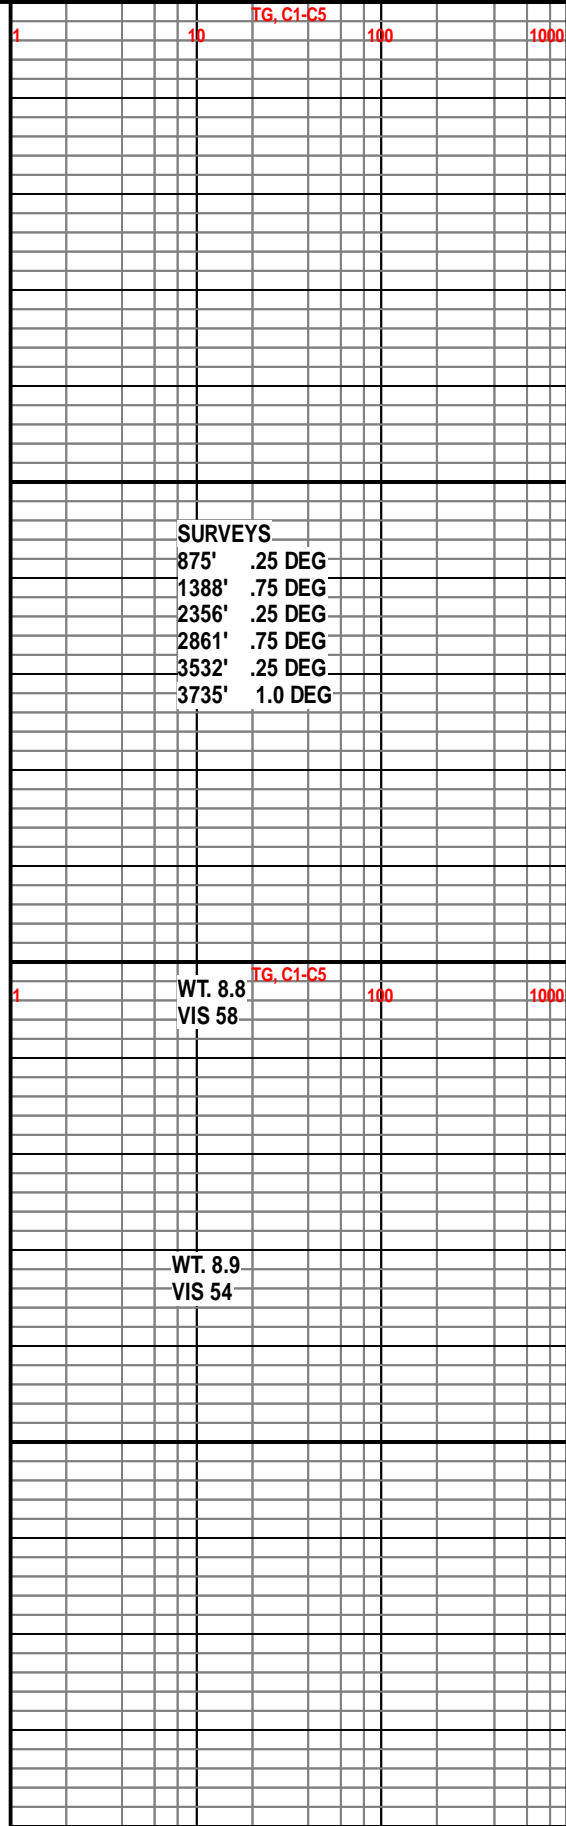 TG, C1-C5
1 10 100 1000
SURVEYS
875' .25 DEG
1388' .75 DEG
2356' .25 DEG
2861' .75 DEG
3532' .25 DEG
3735' 1.0 DEG
TG, C1-C5
1 100 1000
WT. 8.8
VIS 58
WT. 8.9
VIS 54